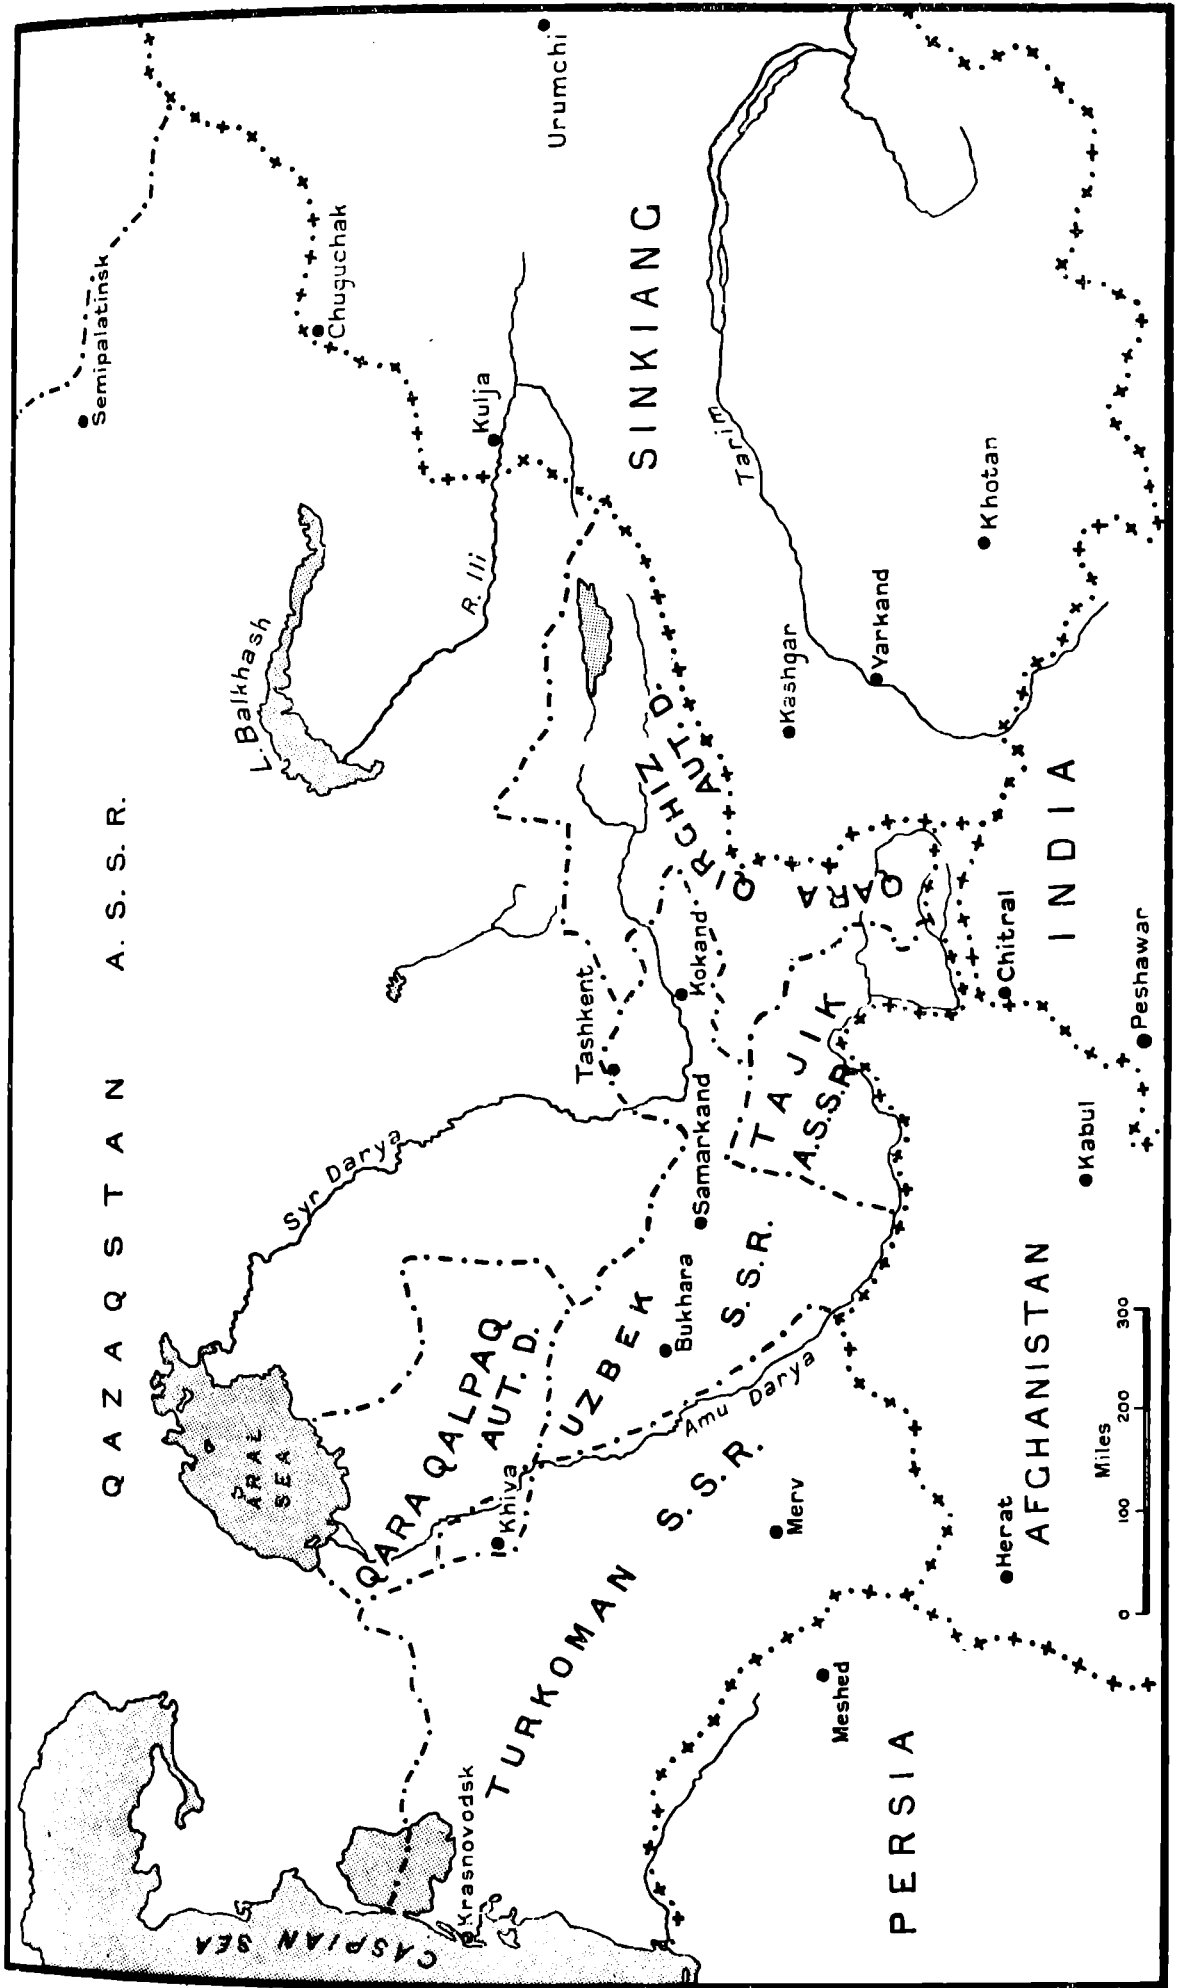 QAZAQSTAN A.S.S.R.
Semipalatinsk
Chuguchak
Urumchi
L. Balkhash
Kulja
R. Ili
SINKIANG
Tarim
Khotan
Yarkand
Kashgar
ARAL
SEA
Syr Darya
Tashkent
Kokand
QARA QIRGHIZ
AUT. D.
CASPIAN SEA
Krasnovodsk
QARA QALPAQ
AUT. D.
Khiva
UZBEK
S.S.R.
Bukhara
Samarkand
TAJIK
A.S.S.R.
Amu Darya
TURKOMAN S.S.R.
Merv
Meshed
PERSIA
Herat
AFGHANISTAN
Kabul
Chitral
Peshawar
INDIA
Miles
0 100 200 300